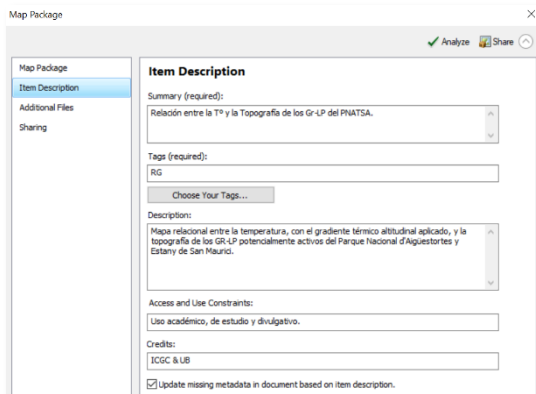 Map Package
Analyze Share
Map Package
Item Description
Additional Files
Sharing
Item Description
Summary (required):
Relación entre la Tº y la Topografía de los Gr-LP del PNATSA.
Tags (required):
RG
Choose Your Tags...
Description:
Mapa relacional entre la temperatura, con el gradiente térmico altitudinal aplicado, y la
topografía de los GR-LP potencialmente activos del Parque Nacional d'Aigüestortes y
Estany de San Maurici.
Access and Use Constraints:
Uso académico, de estudio y divulgativo.
Credits:
ICGC & UB
Update missing metadata in document based on item description.